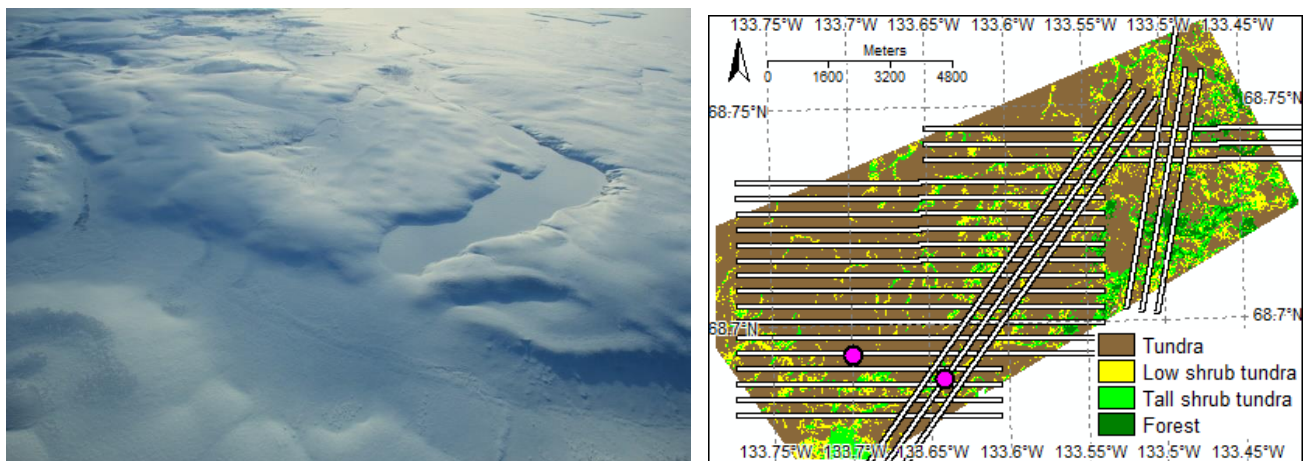 133.75°W 133.7°W 133.65°W 133.6°W 133.55°W 133.5°W 133.45°W
Meters
0 1600 3200 4800
68.75°N 68.75°N
68.7°N 68.7°N
Tundra
Low shrub tundra
Tall shrub tundra
Forest
133.75°W 133.7°W 133.65°W 133.6°W 133.55°W 133.5°W 133.45°W